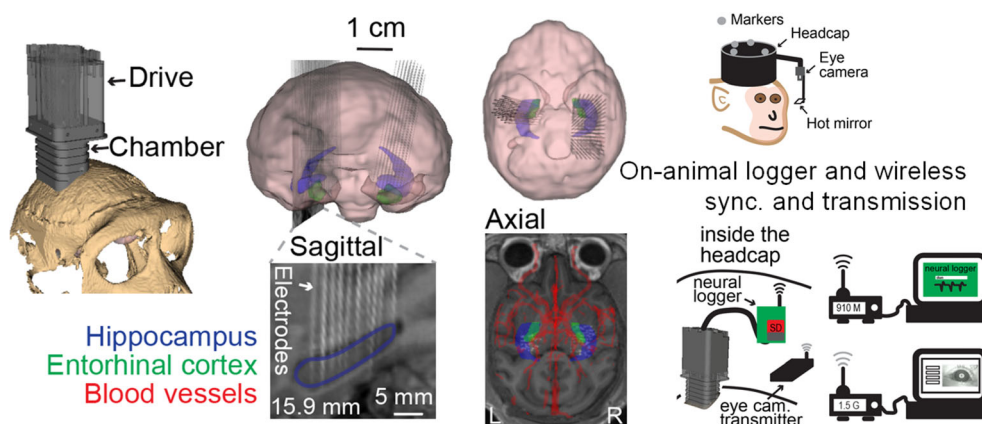 Drive
Chamber
Hippocampus
Entorhinal cortex
Blood vessels
1 cm
Sagittal
Electrodes
15.9 mm
5 mm
Axial
L
R
Markers
Headcap
Eye
camera
Hot mirror
On-animal logger and wireless
sync. and transmission
inside the
headcap
neural
logger
SD
eye cam.
transmitter
910 M
neural logger
1.5 G